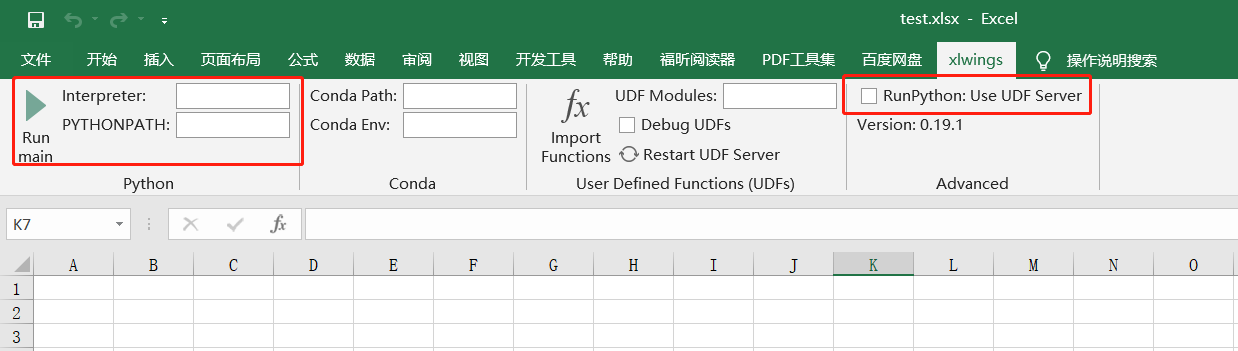 test.xlsx - Excel
文件 开始 插入 页面布局 公式 数据 审阅 视图 开发工具 帮助 福昕阅读器 PDF工具集 百度网盘 xlwings 操作说明搜索
Run main
Interpreter:
PYTHONPATH:
Python
Conda Path:
Conda Env:
Conda
fx
Import Functions
UDF Modules:
Debug UDFs
Restart UDF Server
User Defined Functions (UDFs)
RunPython: Use UDF Server
Version: 0.19.1
Advanced
K7 fx
A B C D E F G H I J K L M N O
1
2
3